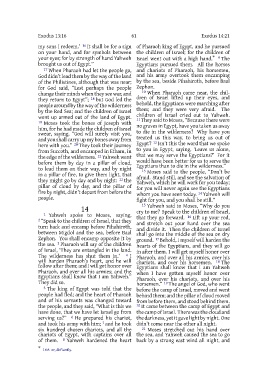 Exodus 13:16 61 Exodus 14:21
my sons I redeem.’ 16 It shall be for a sign
on your hand, and for symbols between
your eyes; for by strength of hand Yahweh
brought us out of Egypt.”
17 When Pharaoh had let the people go,
God didn’t lead them by the way of the land
of the Philistines, although that was near;
for God said, “Lest perhaps the people
change their minds when they see war, and
they return to Egypt”; 18 but God led the
people around by the way of the wilderness
by the Red Sea; and the children of Israel
went up armed out of the land of Egypt.
19 Moses took the bones of Joseph with
him, for he had made the children of Israel
swear, saying, “God will surely visit you,
and you shall carry up my bones away from
here with you.” 20 They took their journey
from Succoth, and encamped in Etham, in
the edge of the wilderness. 21 Yahweh went
before them by day in a pillar of cloud,
to lead them on their way, and by night
in a pillar of fire, to give them light, that
they might go by day and by night: 22 the
pillar of cloud by day, and the pillar of
fire by night, didn’t depart from before the
people.
14
1 Yahweh spoke to Moses, saying,
2 “Speak to the children of Israel, that they
turn back and encamp before Pihahiroth,
between Migdol and the sea, before Baal
Zephon. You shall encamp opposite it by
the sea. 3 Pharaoh will say of the children
of Israel, ‘They are entangled in the land.
The wilderness has shut them in.’ 4 I
will harden Pharaoh’s heart, and he will
follow after them; and I will get honor over
Pharaoh, and over all his armies; and the
Egyptians shall know that I am Yahweh.”
They did so.
5 The king of Egypt was told that the
people had fled; and the heart of Pharaoh
and of his servants was changed toward
the people, and they said, “What is this we
have done, that we have let Israel go from
serving us?” 6 He prepared his chariot,
and took his army with him; 7 and he took
six hundred chosen chariots, and all the
chariots of Egypt, with captains over all
of them. 8 Yahweh hardened the heart
of Pharaoh king of Egypt, and he pursued
the children of Israel; for the children of
Israel went out with a high hand. 9 The
Egyptians pursued them. All the horses
and chariots of Pharaoh, his horsemen,
and his army overtook them encamping
by the sea, beside Pihahiroth, before Baal
Zephon.
10 When Pharaoh came near, the chil-
dren of Israel lifted up their eyes, and
behold, the Egyptians were marching after
them; and they were very afraid. The
children of Israel cried out to Yahweh.
11 They said to Moses, “Because there were
no graves in Egypt, have you taken us away
to die in the wilderness? Why have you
treated us this way, to bring us out of
Egypt? 12 Isn’t this the word that we spoke
to you in Egypt, saying, ‘Leave us alone,
that we may serve the Egyptians?’ For it
would have been better for us to serve the
Egyptians than to die in the wilderness.”
13 Moses said to the people, “Don’t be
afraid. Stand still, and see the salvation of
Yahweh, which he will work for you today;
for you will never again see the Egyptians
whom you have seen today. 14 Yahweh will
fight for you, and you shall be still.”
15 Yahweh said to Moses, “Why do you
cry to me? Speak to the children of Israel,
that they go forward. 16 Lift up your rod,
and stretch out your hand over the sea
and divide it. Then the children of Israel
shall go into the middle of the sea on dry
ground. 17 Behold, I myself will harden the
hearts of the Egyptians, and they will go
in after them. I will get myself honor over
Pharaoh, and over all his armies, over his
chariots, and over his horsemen. 18 The
Egyptians shall know that I am Yahweh
when I have gotten myself honor over
Pharaoh, over his chariots, and over his
horsemen.” 19 The angel of God, who went
before the camp of Israel, moved and went
behind them; and the pillar of cloud moved
from before them, and stood behind them.
20 It came between the camp of Egypt and
the camp of Israel. There was the cloud and
the darkness, yet it gave light by night. One
didn’t come near the other all night.
21 Moses stretched out his hand over
the sea, and Yahweh caused the sea to go
back by a strong east wind all night, and